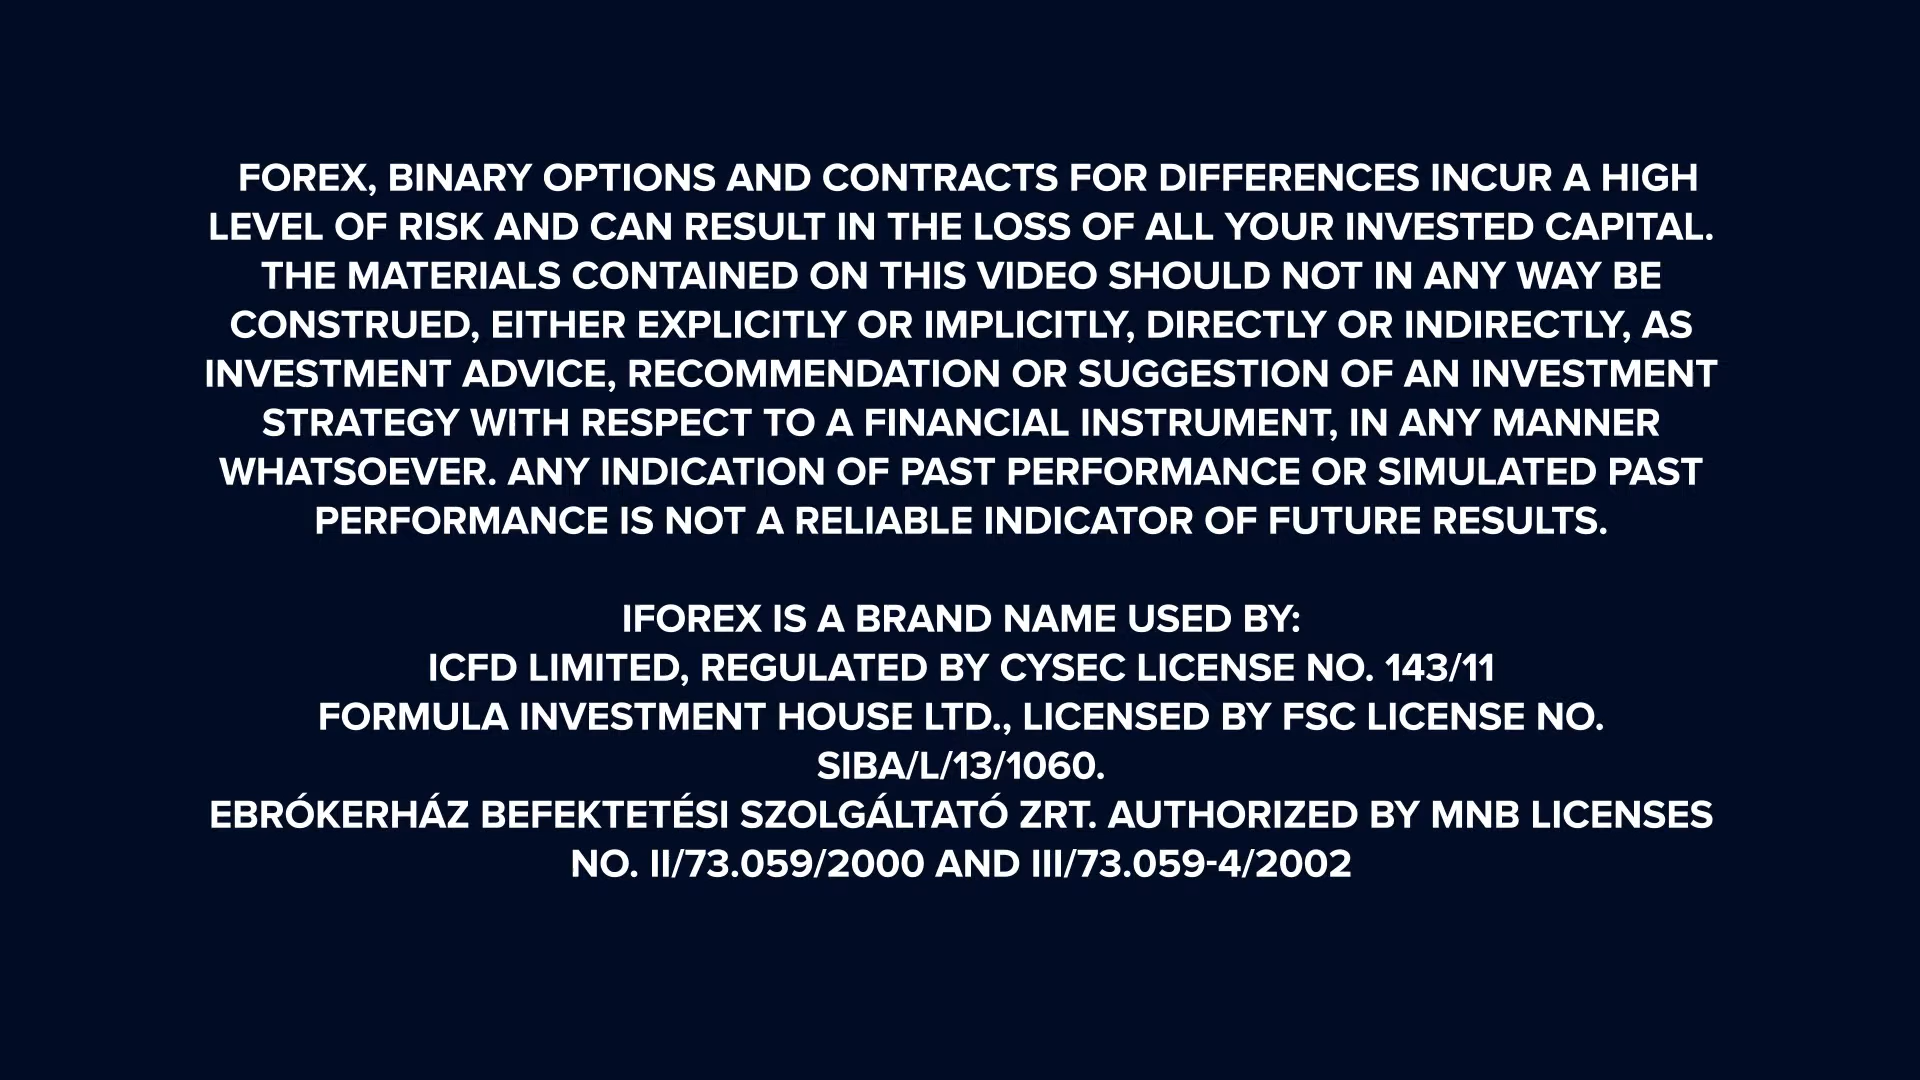 FOREX, BINARY OPTIONS AND CONTRACTS FOR DIFFERENCES INCUR A HIGH
LEVEL OF RISK AND CAN RESULT IN THE LOSS OF ALL YOUR INVESTED CAPITAL.
THE MATERIALS CONTAINED ON THIS VIDEO SHOULD NOT IN ANY WAY BE
CONSTRUED, EITHER EXPLICITLY OR IMPLICITLY, DIRECTLY OR INDIRECTLY, AS
INVESTMENT ADVICE, RECOMMENDATION OR SUGGESTION OF AN INVESTMENT
STRATEGY WITH RESPECT TO A FINANCIAL INSTRUMENT, IN ANY MANNER
WHATSOEVER. ANY INDICATION OF PAST PERFORMANCE OR SIMULATED PAST
PERFORMANCE IS NOT A RELIABLE INDICATOR OF FUTURE RESULTS.
IFOREX IS A BRAND NAME USED BY:
ICFD LIMITED, REGULATED BY CYSEC LICENSE NO. 143/11
FORMULA INVESTMENT HOUSE LTD., LICENSED BY FSC LICENSE NO.
SIBA/L/13/1060.
EBRÓKERHÁZ BEFEKTETÉSI SZOLGÁLTATÓ ZRT. AUTHORIZED BY MNB LICENSES
NO. II/73.059/2000 AND III/73.059-4/2002